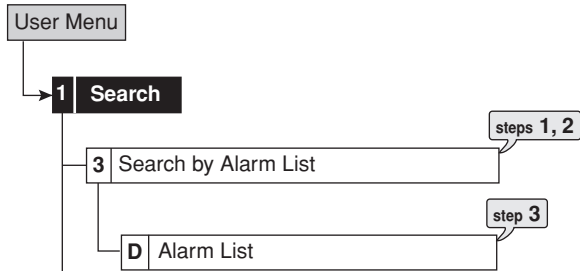 User Menu
1 Search
steps 1, 2
3 Search by Alarm List
step 3
D Alarm List